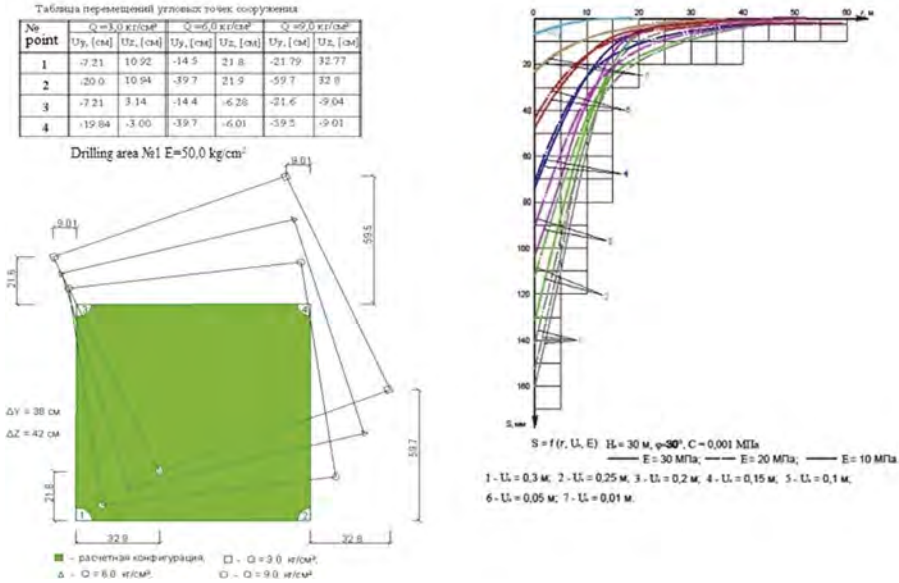 Таблица перемещений угловых точек сооружения
№ point Q =3,0 кг/см² Q =6,0 кг/см² Q =9,0 кг/см²
Uy, [см] Uz, [см] Uy, [см] Uz, [см] Uy, [см] Uz, [см]
1 -7.21 10.92 -14.5 21.8 -21.79 32.77
2 -20.0 10.94 -39.7 21.9 -59.7 32.8
3 -7.21 3.14 -14.4 -6.28 -21.6 -9.04
4 -19.84 -3.00 -39.7 -6.01 -59.5 -9.01
Drilling area №1 E=50,0 kg/cm²
9.01
9.01
59.5
21.6
3
4
ΔY = 38 см
ΔZ = 42 см
59.7
21.6
1
2
32.9
32.8
- расчетная конфигурация,
- Q = 3.0 кг/см²,
- Q = 6.0 кг/см²,
- Q = 9.0 кг/см²,
0 10 20 30 40 50 60 r, м
20
40
60
80
100
120
140
160
S, мм
4
2
S = f (r, U, E) H = 30 м, φ=30°, C = 0,001 МПа
E = 30 МПа; E = 20 МПа; E = 10 МПа
1 - U = 0,3 м; 2 - U = 0,25 м; 3 - U = 0,2 м; 4 - U = 0,15 м; 5 - U = 0,1 м;
6 - U = 0,05 м; 7 - U = 0,01 м.